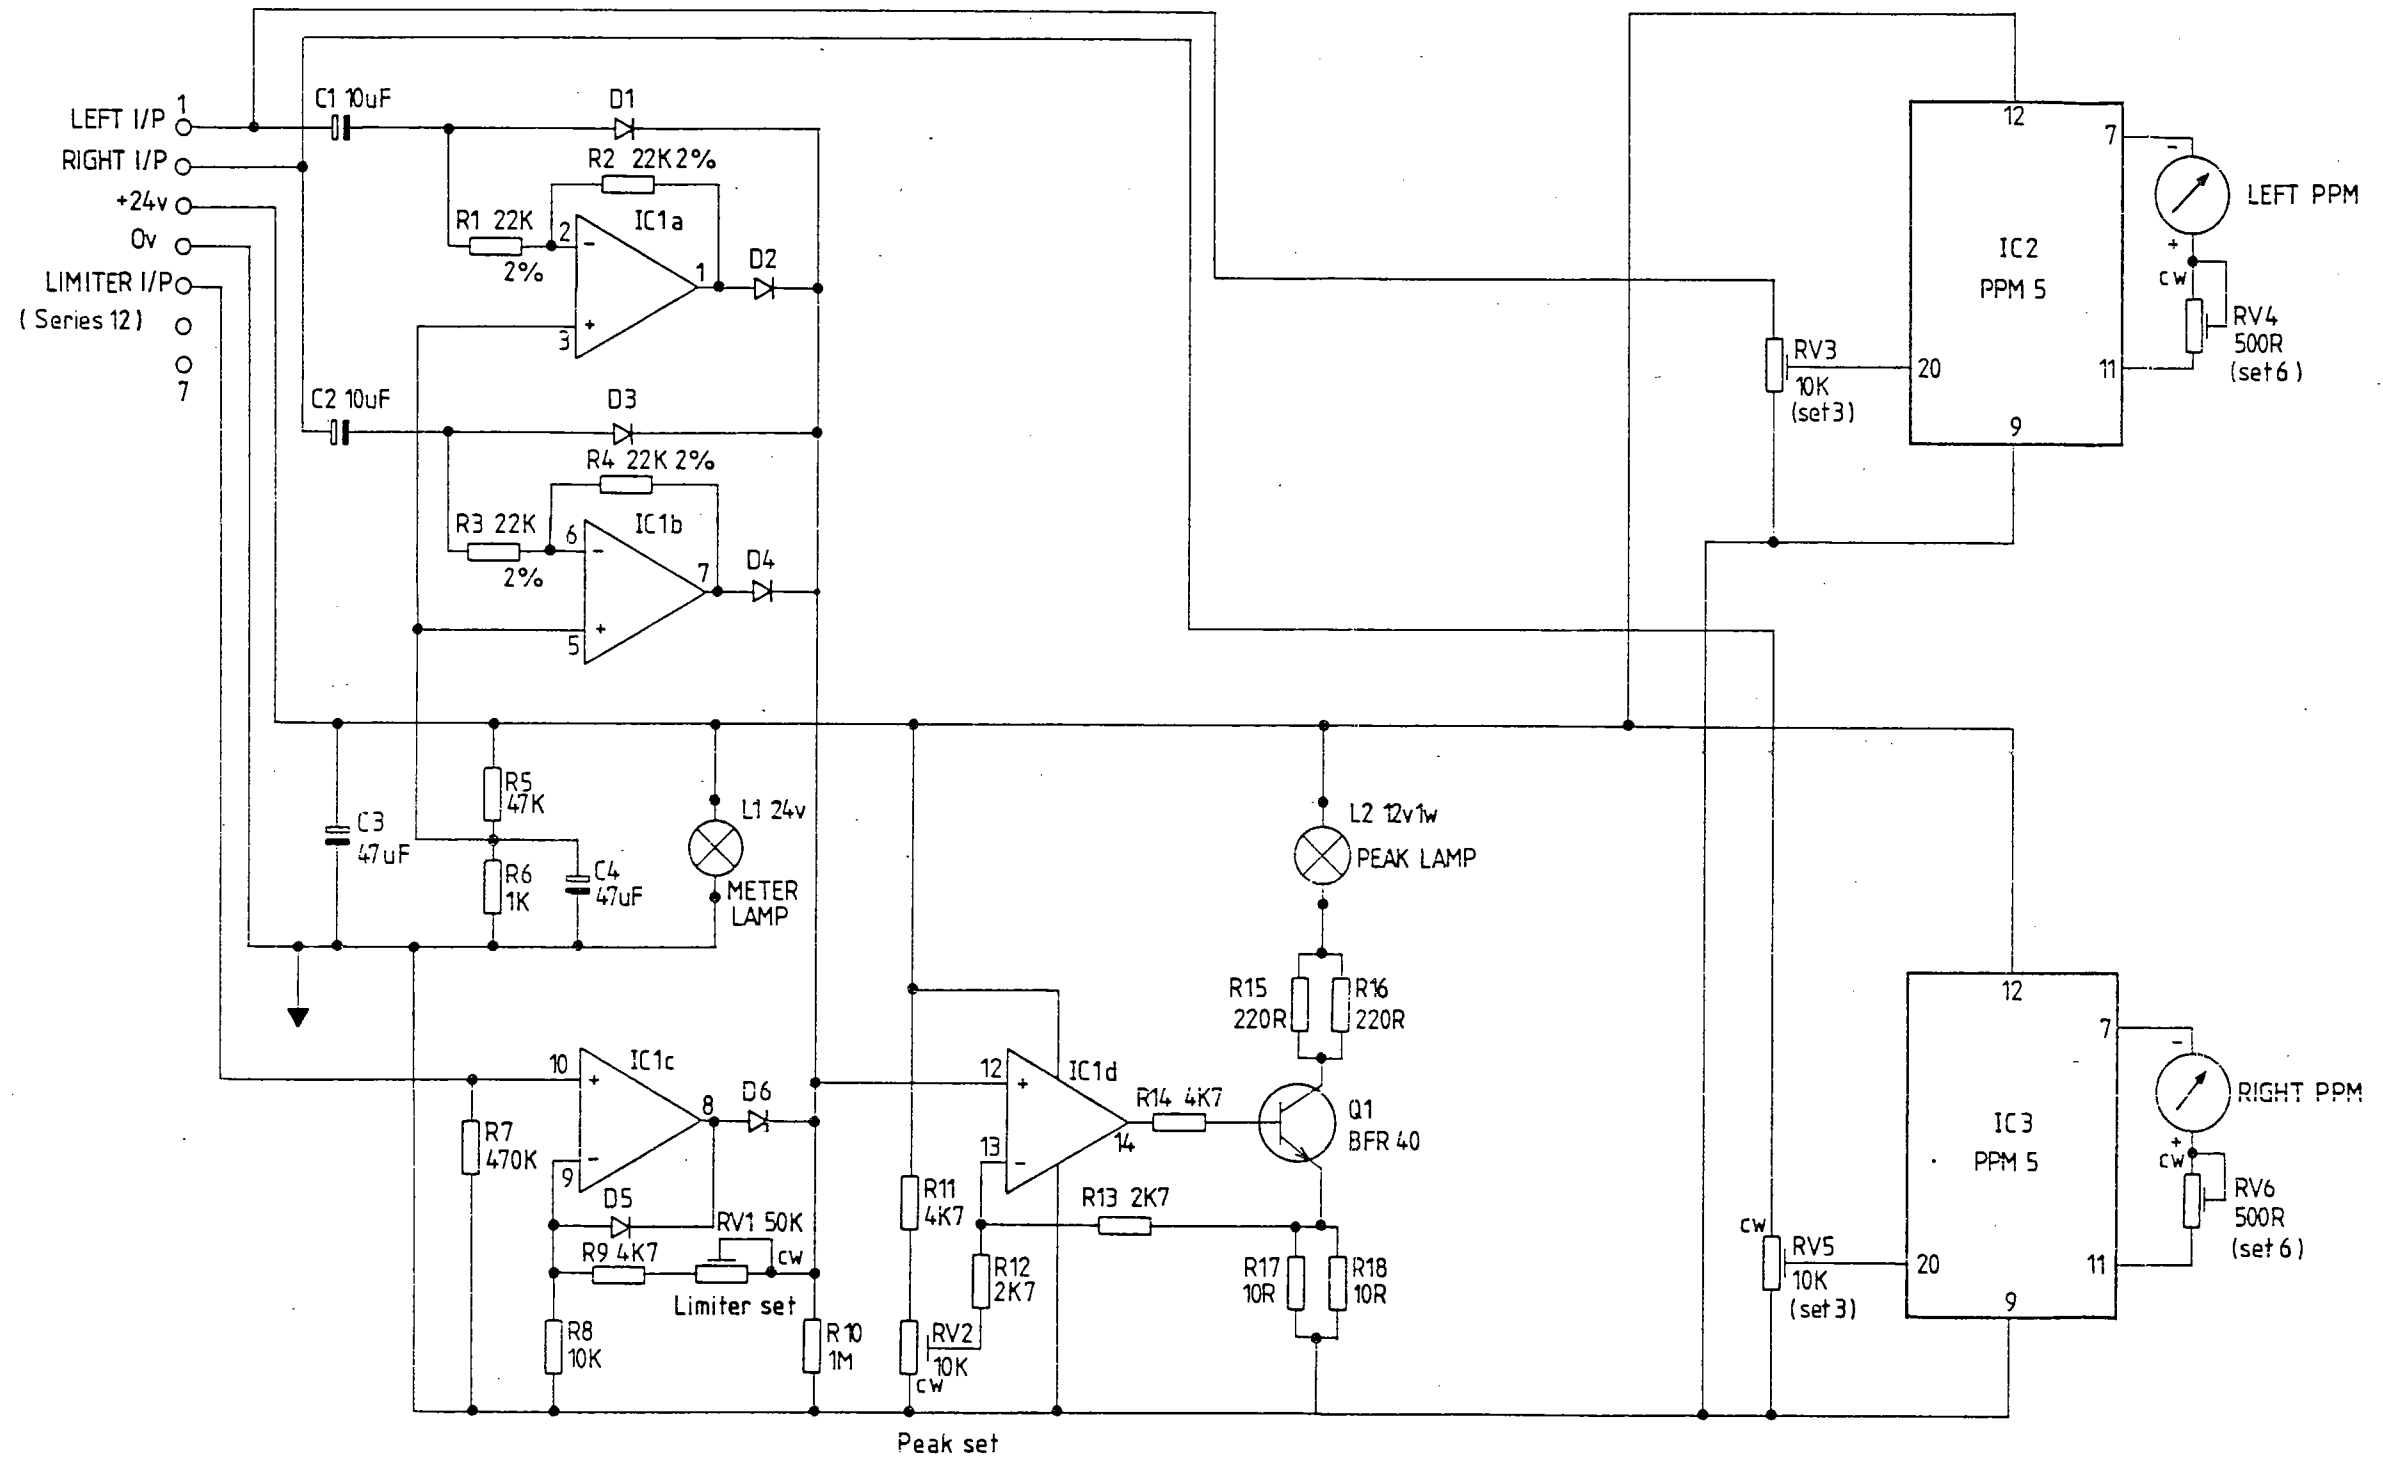 1
LEFT I/P
RIGHT I/P
+24v
0v
LIMITER I/P
(Series 12)
7
C1 10uF
D1
R2 22K 2%
R1 22K
2%
2
-
IC1a
1
+
3
D2
C2 10uF
D3
R4 22K 2%
R3 22K
2%
6
-
IC1b
7
+
5
D4
R5
47K
C3
47uF
R6
1K
C4
47uF
L1 24v
METER
LAMP
L2 12v1w
PEAK LAMP
R15
220R
R16
220R
10
+
IC1c
8
-
9
D6
R7
470K
D5
RV1 50K
cw
R9 4K7
Limiter set
R8
10K
R10
1M
12
+
IC1d
13
-
14
R14 4K7
Q1
BFR 40
R11
4K7
R13 2K7
R12
2K7
R17
10R
R18
10R
RV2
10K
cw
Peak set
12
7
-
LEFT PPM
IC2
PPM 5
+
cw
RV4
500R
(set 6)
RV3
10K
(set3)
20
11
9
12
7
-
RIGHT PPM
IC3
PPM 5
+
cw
RV6
500R
(set 6)
cw
RV5
10K
(set 3)
20
11
9